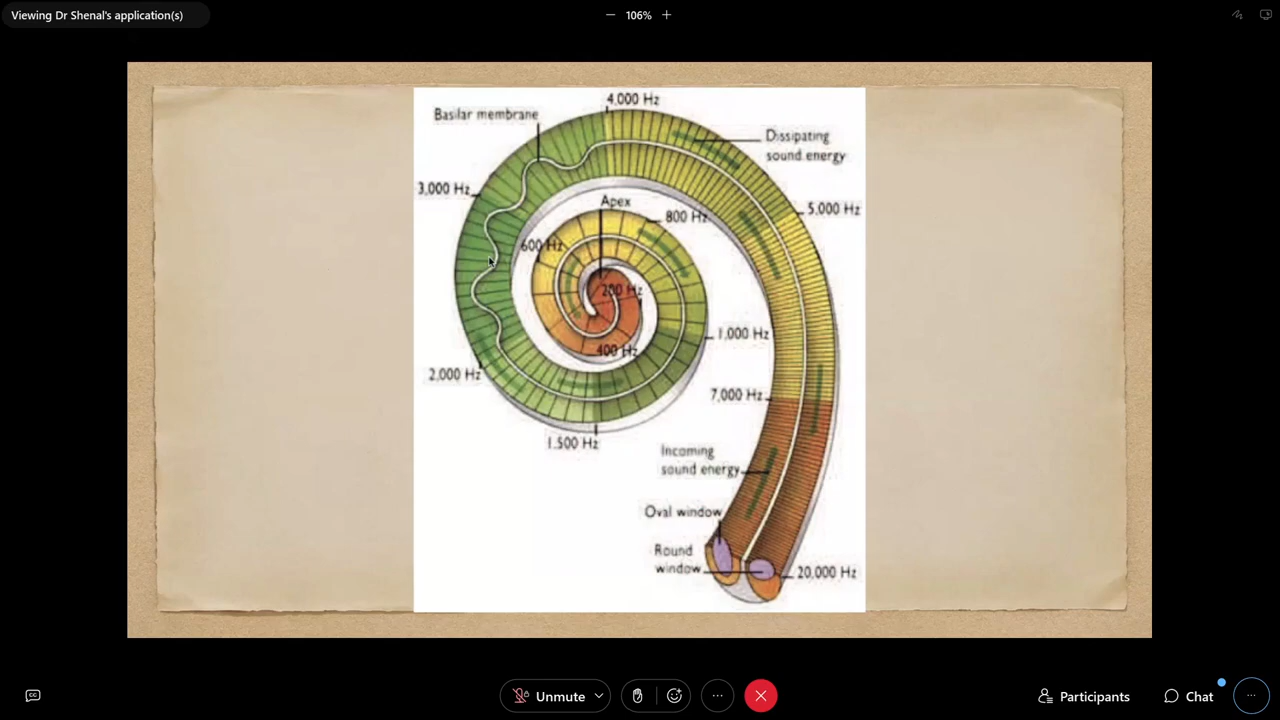 Viewing Dr Shenal's application(s)
106%
4,000 Hz
Basilar membrane
Dissipating
sound energy
3,000 Hz
Apex
800 Hz
5,000 Hz
600 Hz
200 Hz
1,000 Hz
400 Hz
2,000 Hz
7,000 Hz
1.500 Hz
Incoming
sound energy
Oval window
Round
window
20,000 Hz
CC
Unmute
Participants
Chat